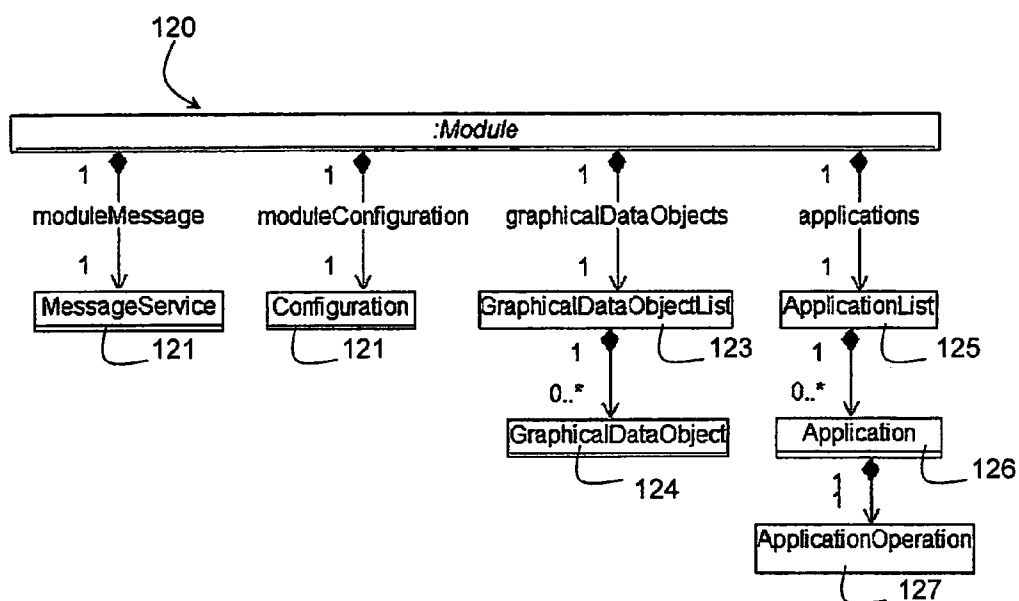 120
:Module
1 1 1 1
moduleMessage moduleConfiguration graphicalDataObjects applications
1 1 1 1
MessageService Configuration GraphicalDataObjectList ApplicationList
121 121 123 125
1 1
0..* 0..*
GraphicalDataObject Application
124 126
1
1
ApplicationOperation
127